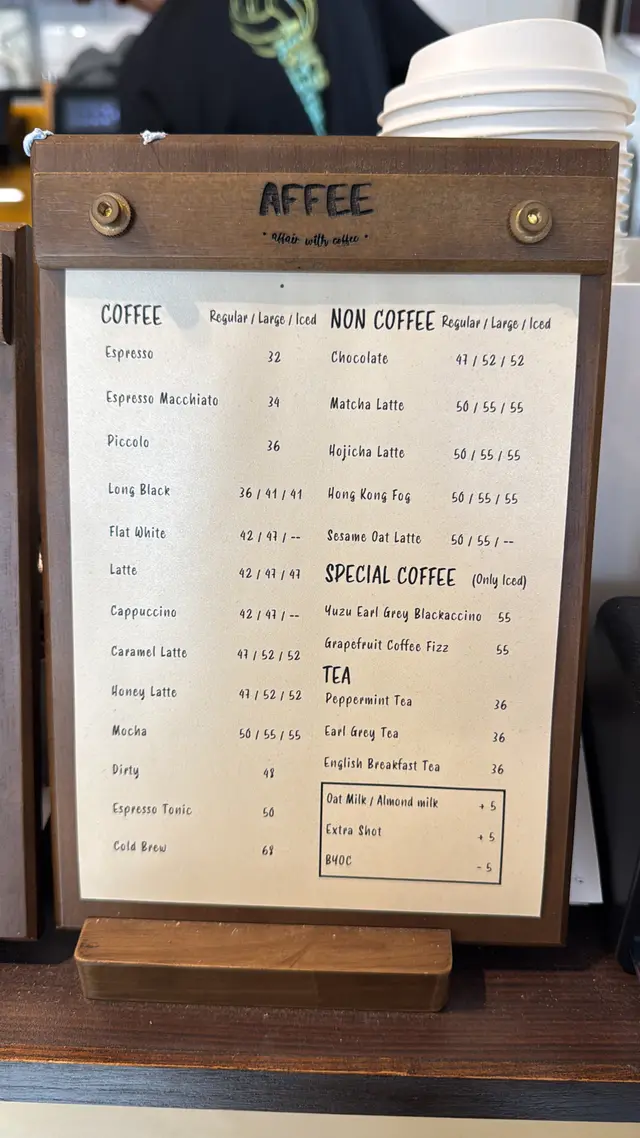 AFFEE
• affair with coffee •
COFFEE Regular / Large / Iced
Espresso 32
Espresso Macchiato 34
Piccolo 36
Long Black 36 / 41 / 41
Flat White 42 / 47 / --
Latte 42 / 47 / 47
Cappuccino 42 / 47 / --
Caramel Latte 47 / 52 / 52
Honey Latte 47 / 52 / 52
Mocha 50 / 55 / 55
Dirty 48
Espresso Tonic 50
Cold Brew 68
NON COFFEE Regular / Large / Iced
Chocolate 47 / 52 / 52
Matcha Latte 50 / 55 / 55
Hojicha Latte 50 / 55 / 55
Hong Kong Fog 50 / 55 / 55
Sesame Oat Latte 50 / 55 / --
SPECIAL COFFEE (Only Iced)
Yuzu Earl Grey Blackaccino 55
Grapefruit Coffee Fizz 55
TEA
Peppermint Tea 36
Earl Grey Tea 36
English Breakfast Tea 36
Oat Milk / Almond milk + 5
Extra Shot + 5
BYOC - 5